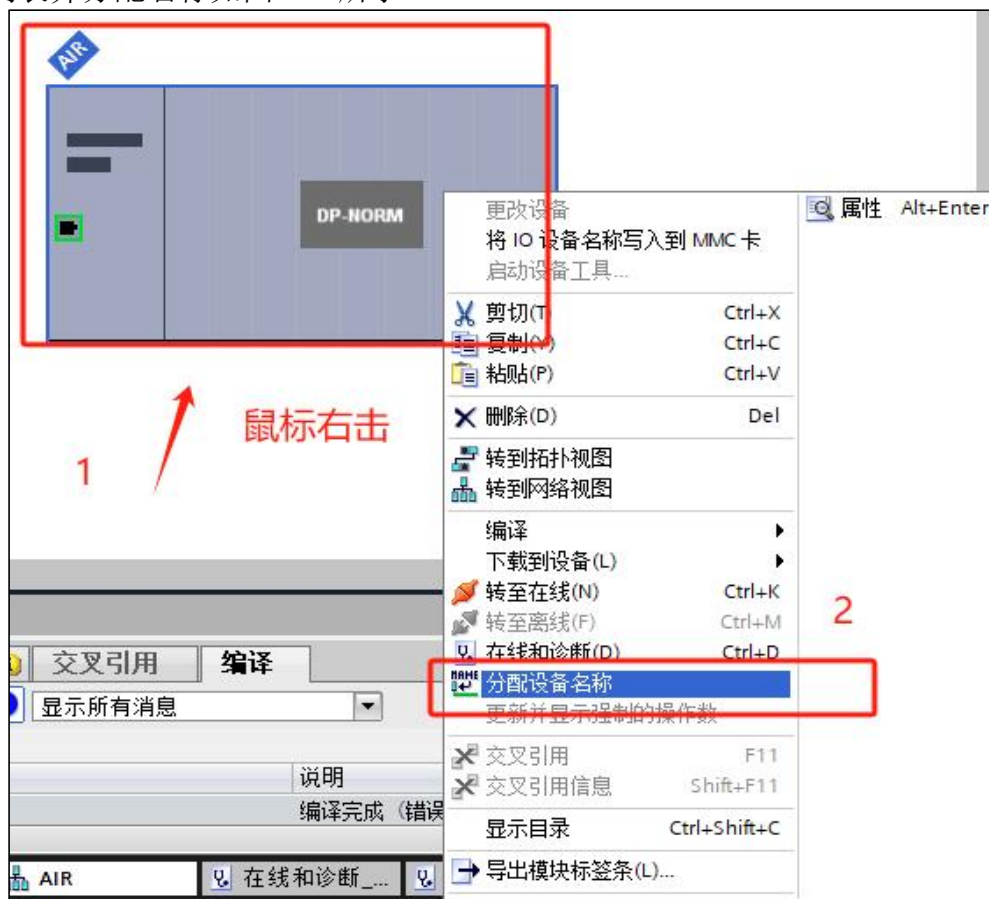 AIR
DP-NORM
更改设备
将 IO 设备名称写入到 MMC 卡
启动设备工具...
属性 Alt+Enter
剪切(T) Ctrl+X
复制(Y) Ctrl+C
粘贴(P) Ctrl+V
删除(D) Del
鼠标右击
1
转到拓扑视图
转到网络视图
编译
下载到设备(L)
转至在线(N) Ctrl+K
转至离线(F) Ctrl+M
2
在线和诊断(D) Ctrl+D
分配设备名称
更新并显示强制的操作数
交叉引用 编译
显示所有消息
交叉引用 F11
交叉引用信息 Shift+F11
说明
编译完成（错误
显示目录 Ctrl+Shift+C
导出模块标签条(L)...
AIR
在线和诊断_...